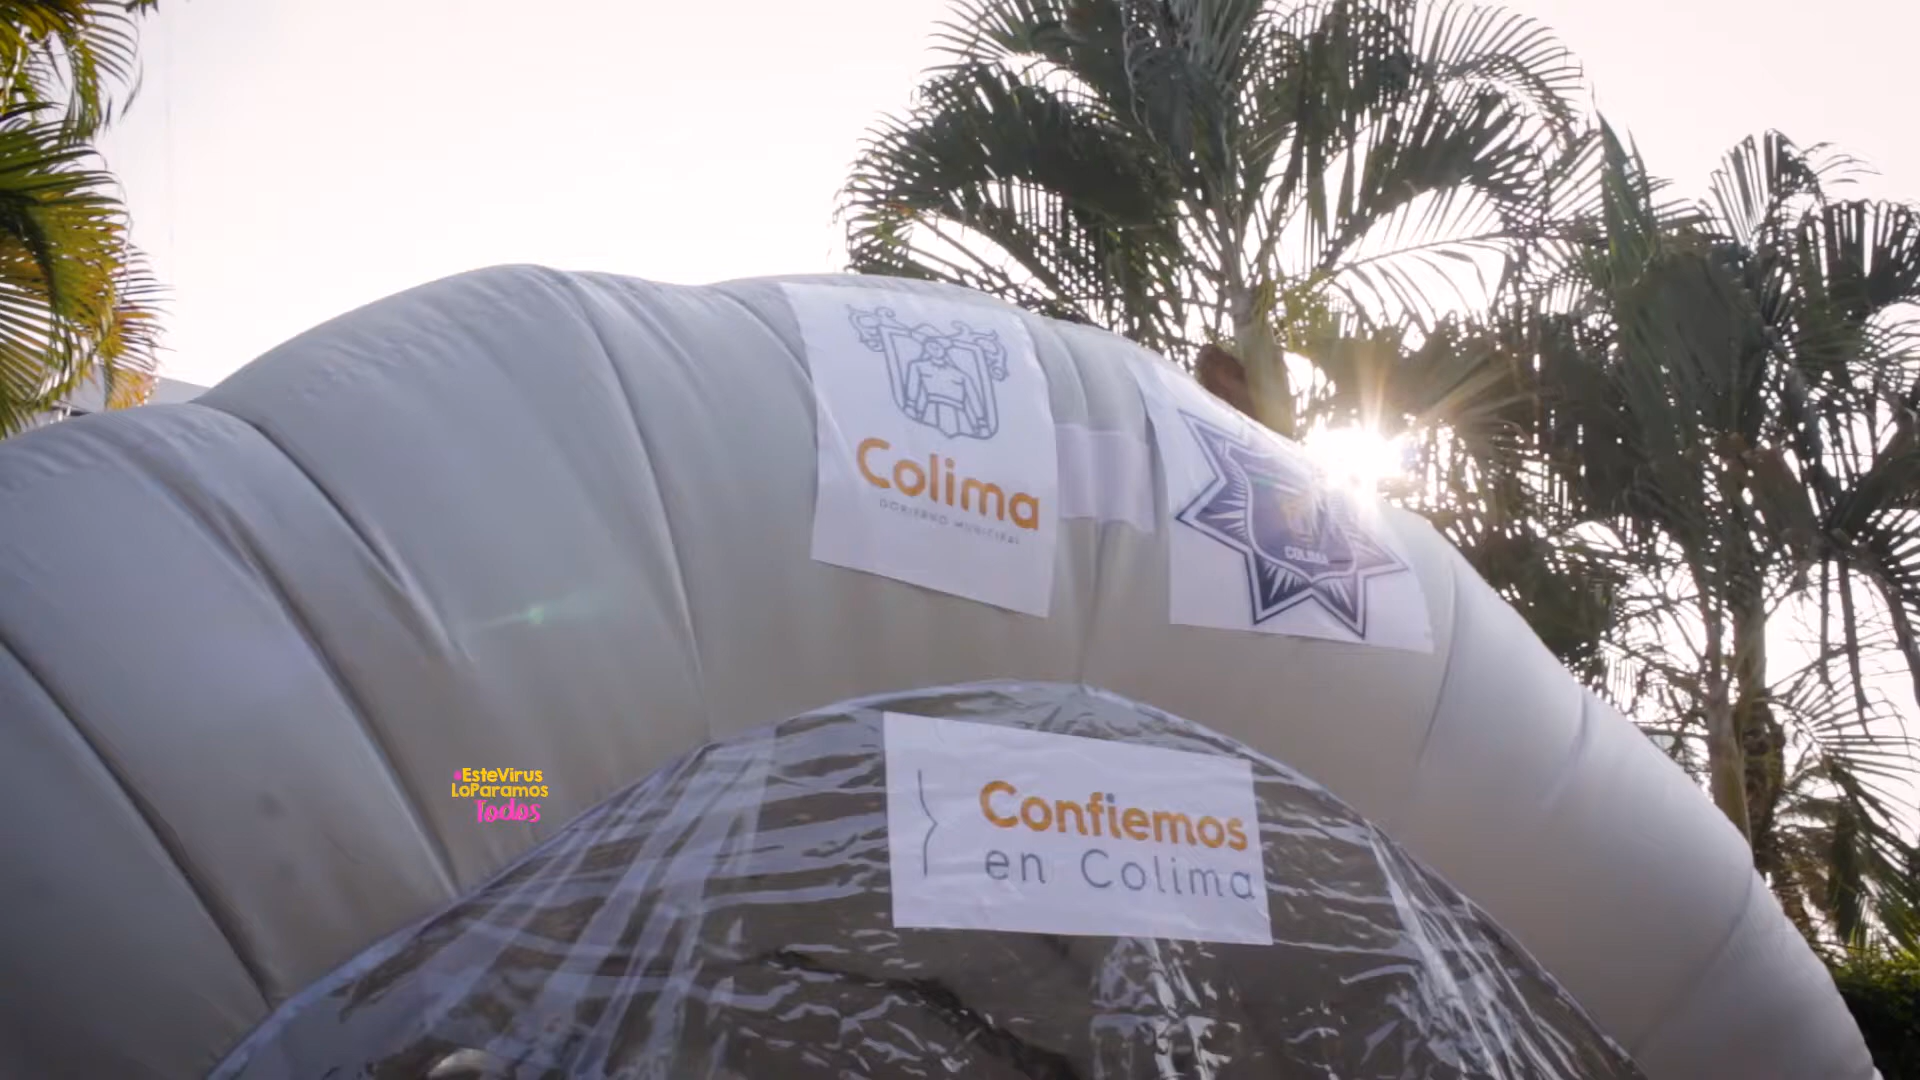 Colima
GOBIERNO MUNICIPAL
COLIMA
#EsteVirus
LoParamos
Todos
Confiemos
en Colima